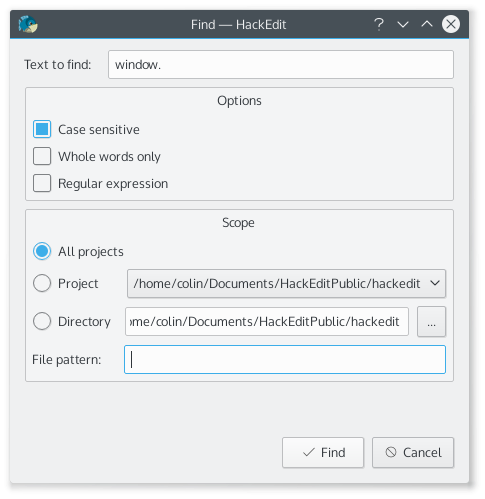 Find — HackEdit
Text to find: window.
Options
Case sensitive
Whole words only
Regular expression
Scope
All projects
Project /home/colin/Documents/HackEditPublic/hackedit
Directory ome/colin/Documents/HackEditPublic/hackedit ...
File pattern:
Find Cancel